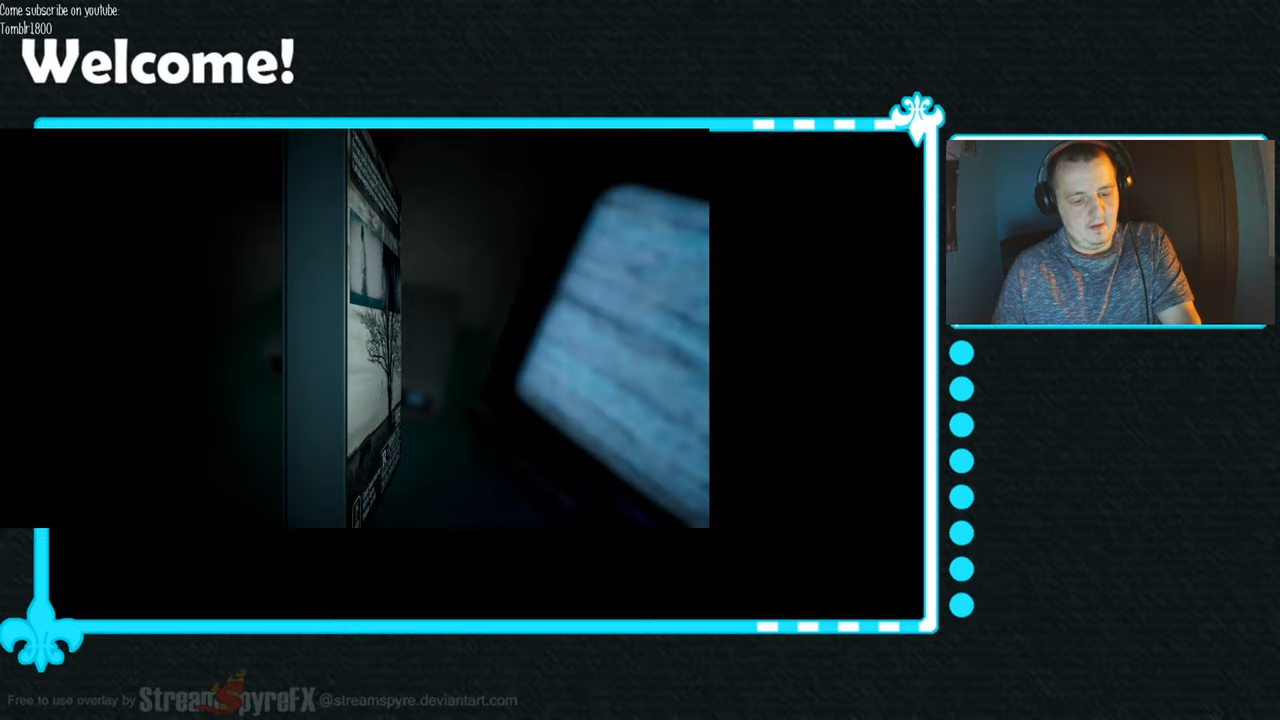 Come subscribe on youtube:
Tomblr1800
Welcome!
Free to use overlay by StreamSpyreFX @streamspyre.deviantart.com